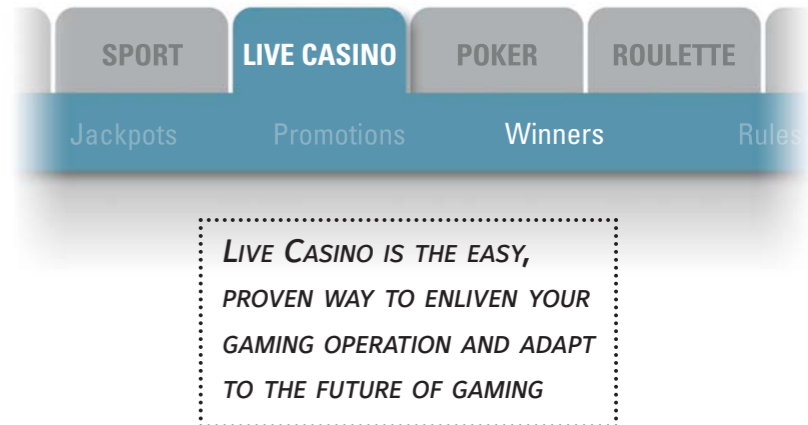 SPORT LIVE CASINO POKER ROULETTE
Jackpots Promotions Winners Rules
LIVE CASINO IS THE EASY,
PROVEN WAY TO ENLIVEN YOUR
GAMING OPERATION AND ADAPT
TO THE FUTURE OF GAMING